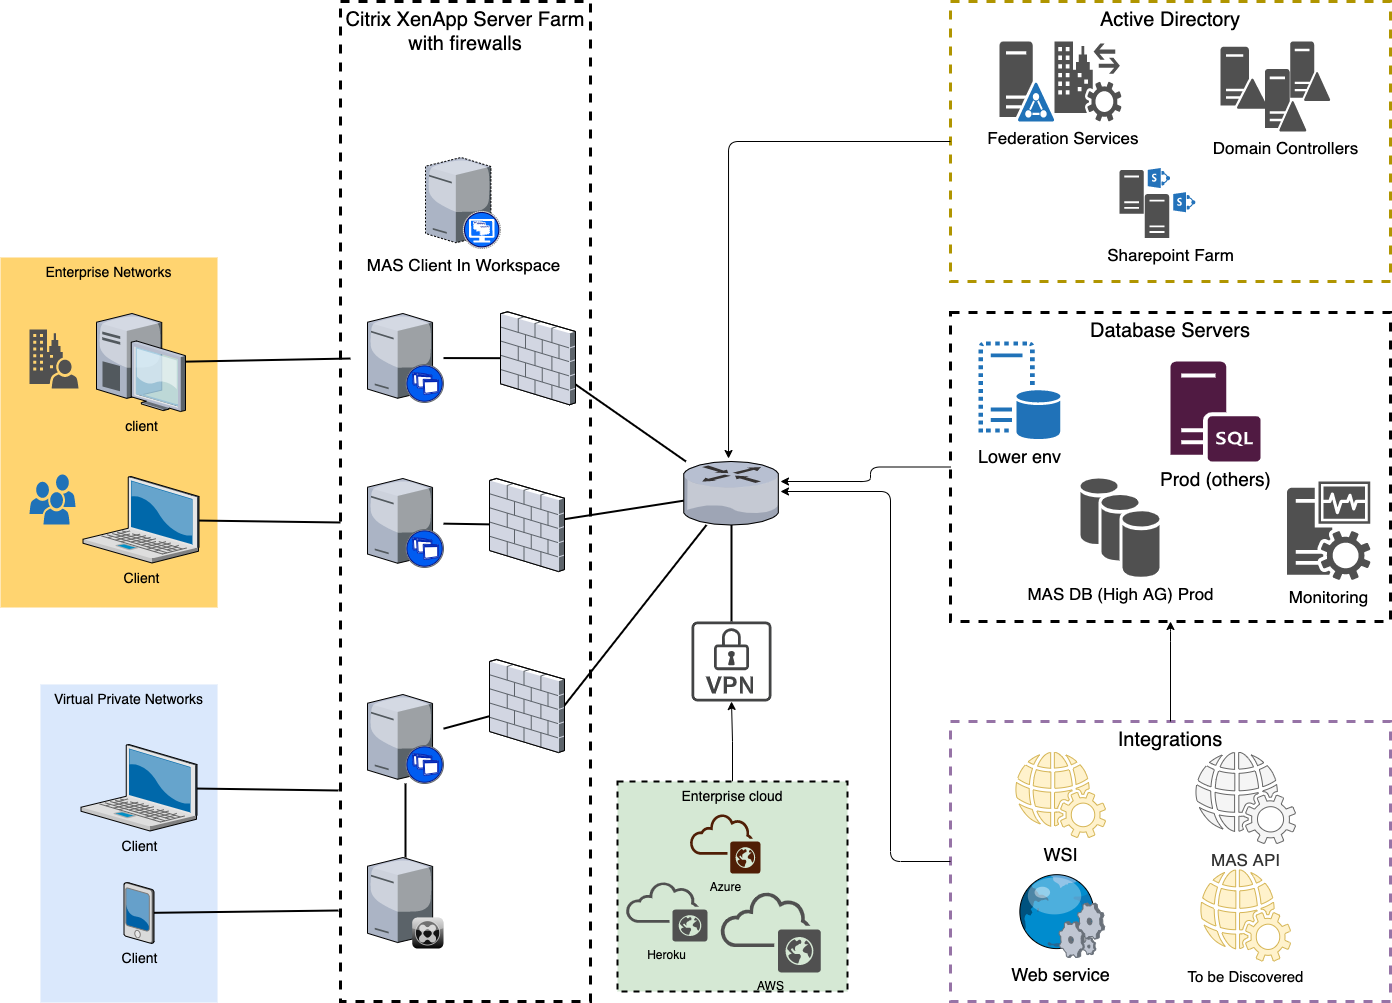 Citrix XenApp Server Farm
with firewalls
MAS Client In Workspace
Enterprise Networks
client
Client
Virtual Private Networks
Client
Client
VPN
Enterprise cloud
Azure
Heroku
AWS
Active Directory
Federation Services
Domain Controllers
S
S
Sharepoint Farm
Database Servers
Lower env
SQL
Prod (others)
MAS DB (High AG) Prod
Monitoring
Integrations
WSI
MAS API
Web service
To be Discovered